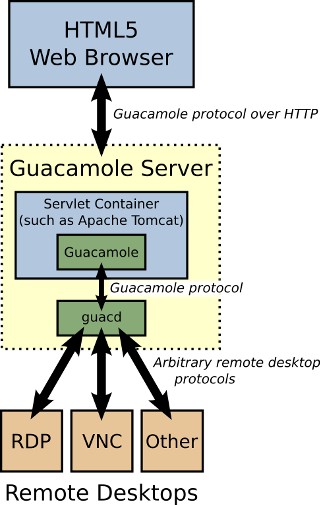 HTML5
Web Browser
Guacamole protocol over HTTP
Guacamole Server
Servlet Container
(such as Apache Tomcat)
Guacamole
Guacamole protocol
guacd
Arbitrary remote desktop
protocols
RDP
VNC
Other
Remote Desktops